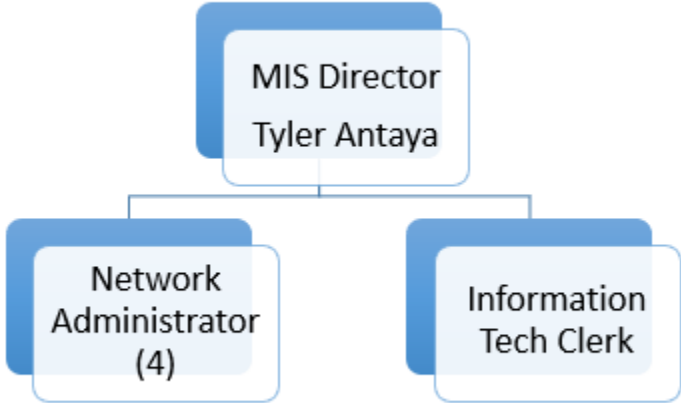 MIS Director
Tyler Antaya
Network
Administrator
(4)
Information
Tech Clerk